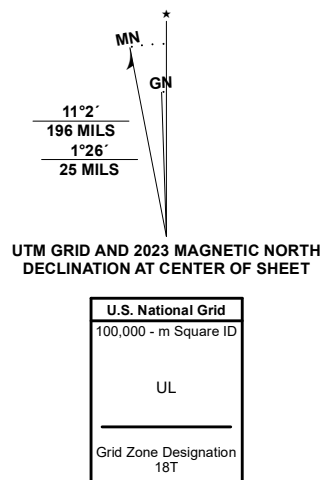 ★
MN
GN
11°2´
196 MILS
1°26´
25 MILS
UTM GRID AND 2023 MAGNETIC NORTH
DECLINATION AT CENTER OF SHEET
U.S. National Grid
100,000 - m Square ID
UL
Grid Zone Designation
18T